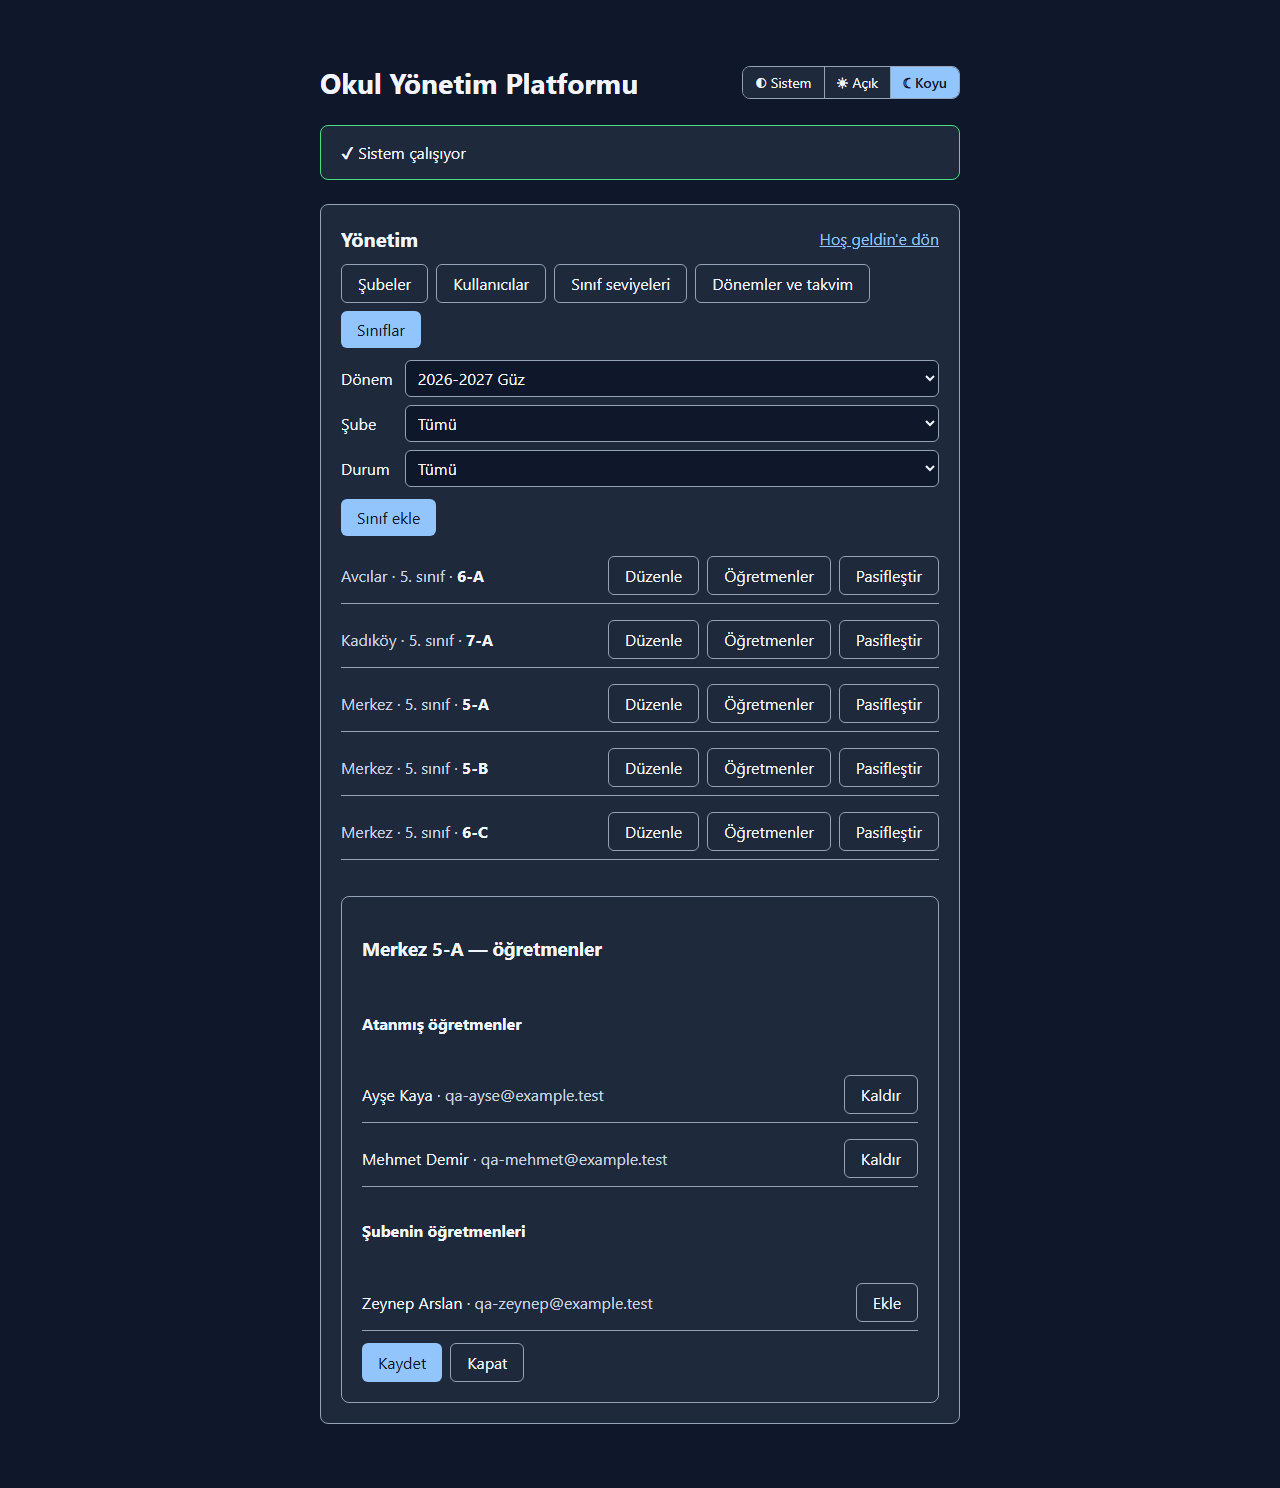 Okul Yönetim Platformu
◐ Sistem ☀ Açık ☾ Koyu
✓ Sistem çalışıyor
Yönetim
Hoş geldin'e dön
Şubeler Kullanıcılar Sınıf seviyeleri Dönemler ve takvim
Sınıflar
Dönem 2026-2027 Güz
Şube Tümü
Durum Tümü
Sınıf ekle
Avcılar · 5. sınıf · 6-A Düzenle Öğretmenler Pasifleştir
Kadıköy · 5. sınıf · 7-A Düzenle Öğretmenler Pasifleştir
Merkez · 5. sınıf · 5-A Düzenle Öğretmenler Pasifleştir
Merkez · 5. sınıf · 5-B Düzenle Öğretmenler Pasifleştir
Merkez · 5. sınıf · 6-C Düzenle Öğretmenler Pasifleştir
Merkez 5-A — öğretmenler
Atanmış öğretmenler
Ayşe Kaya · qa-ayse@example.test Kaldır
Mehmet Demir · qa-mehmet@example.test Kaldır
Şubenin öğretmenleri
Zeynep Arslan · qa-zeynep@example.test Ekle
Kaydet Kapat